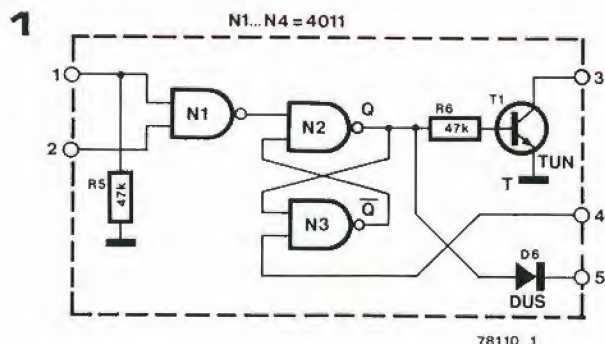 1
N1...N4 = 4011
1
2
3
4
5
N1
N2
N3
Q
Q̅
R5
47k
R6
47k
T1
TUN
T
D6
DUS
78110 1